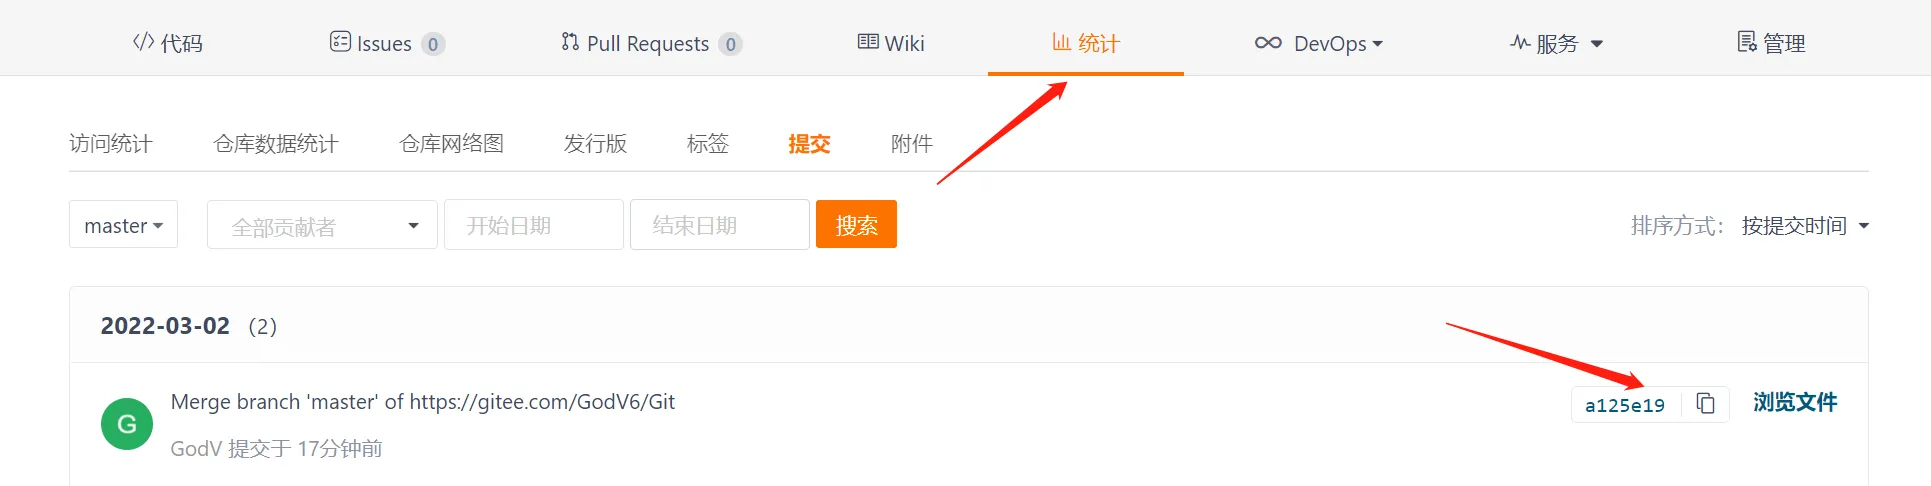 代码 Issues 0 Pull Requests 0 Wiki 统计 DevOps 服务 管理
访问统计 仓库数据统计 仓库网络图 发行版 标签 提交 附件
master 全部贡献者 开始日期 结束日期 搜索 排序方式： 按提交时间
2022-03-02 (2)
Merge branch 'master' of https://gitee.com/GodV6/Git a125e19 浏览文件
G
GodV 提交于 17分钟前